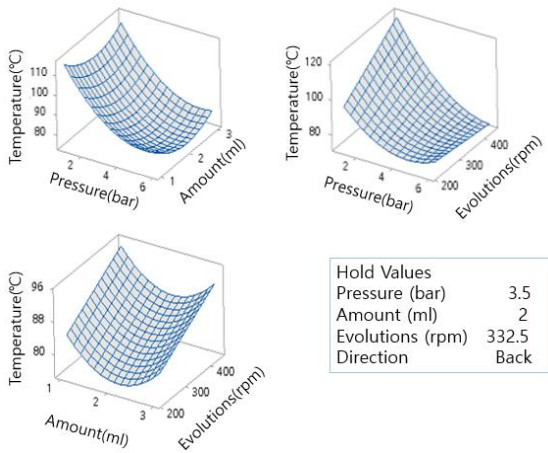 Temperature(℃)
110
100
90
80
2
4
6
Pressure(bar)
1
2
3
Amount(ml)
Temperature(℃)
120
100
80
2
4
6
Pressure(bar)
200
300
400
Evolutions(rpm)
Temperature(℃)
96
88
80
1
2
3
Amount(ml)
200
300
400
Evolutions(rpm)
Hold Values
Pressure (bar) 3.5
Amount (ml) 2
Evolutions (rpm) 332.5
Direction Back